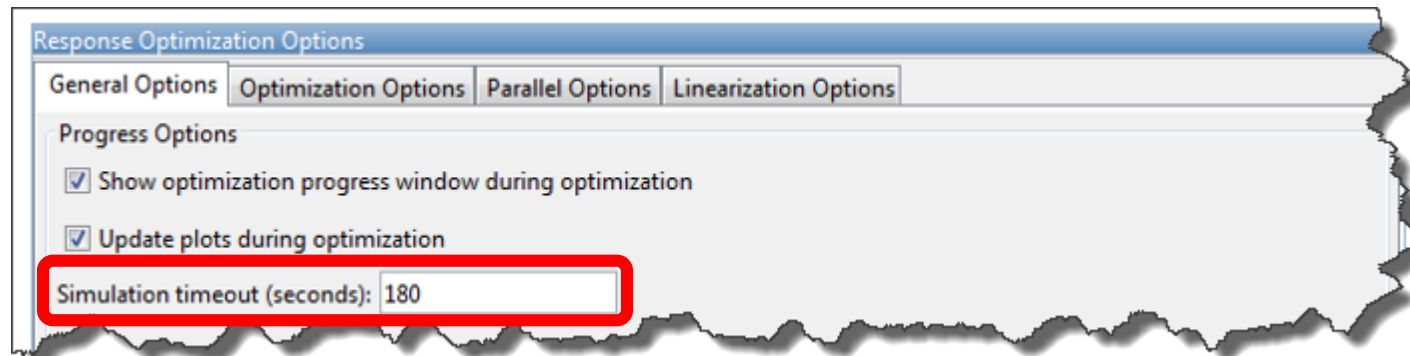 Response Optimization Options
General Options Optimization Options Parallel Options Linearization Options
Progress Options
Show optimization progress window during optimization
Update plots during optimization
Simulation timeout (seconds): 180